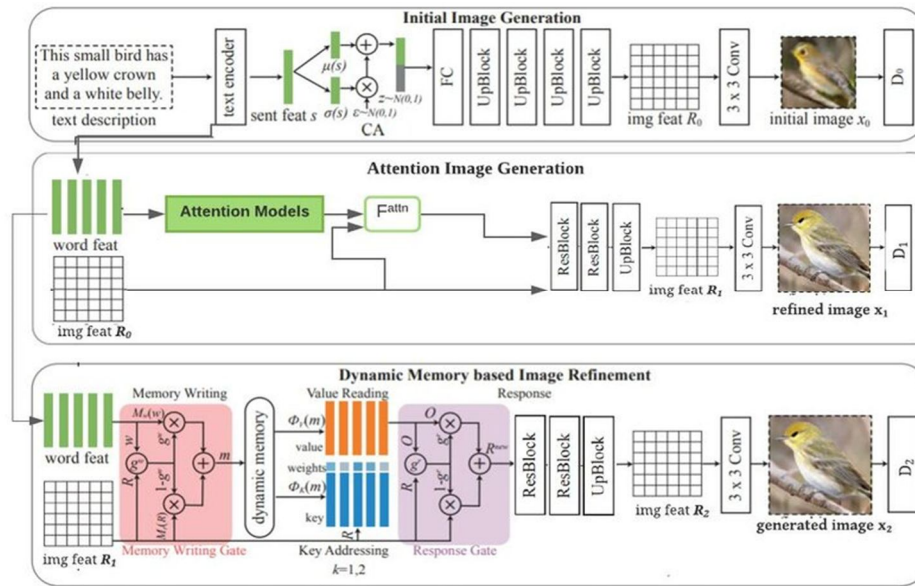 Initial Image Generation
This small bird has
a yellow crown
and a white belly.
text description
text encoder
sent feat s
μ(s)
σ(s)
ε~N(0,1)
z~N(0,1)
CA
FC
UpBlock
UpBlock
UpBlock
UpBlock
img feat R₀
3 x 3 Conv
initial image x₀
D₀
Attention Image Generation
word feat
Attention Models
Fᵃᵗᵗⁿ
img feat R₀
ResBlock
ResBlock
UpBlock
img feat R₁
3 x 3 Conv
refined image x₁
D₁
Dynamic Memory based Image Refinement
word feat
img feat R₁
Memory Writing
Mw(w)
w
gʷ
gʷ
R
1-gʷ
Mr(R)
m
Memory Writing Gate
dynamic memory
Value Reading
Φv(m)
value
weights
ΦK(m)
key
R
Key Addressing
k=1,2
Response
O
O
gʳ
gʳ
R
1-gʳ
Rⁿᵉʷ
Response Gate
ResBlock
ResBlock
UpBlock
img feat R₂
3 x 3 Conv
generated image x₂
D₂